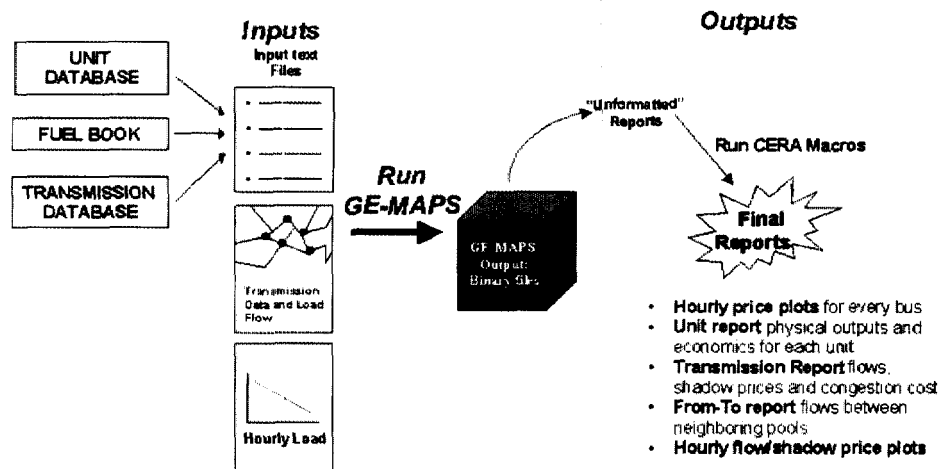 Inputs
Outputs
Input text
Files
UNIT
DATABASE
FUEL BOOK
TRANSMISSION
DATABASE
Transmission
Data and Load
Flow
Hourly Load
Run
GE-MAPS
GE MAPS
Output:
Binary files
"Unformatted"
Reports
Run CERA Macros
Final
Reports
• Hourly price plots for every bus
• Unit report physical outputs and
economics for each unit
• Transmission Report flows,
shadow prices and congestion cost
• From-To report flows between
neighboring pools
• Hourly flow/shadow price plots